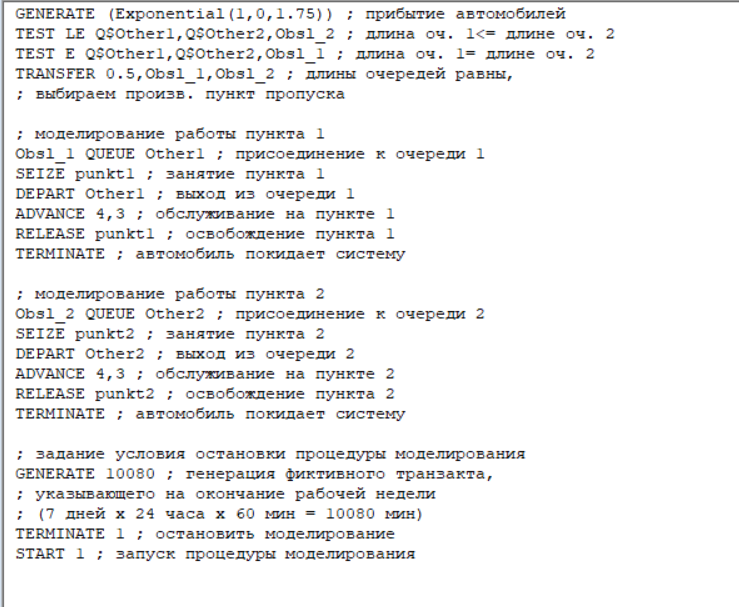 GENERATE (Exponential(1,0,1.75)) ; прибытие автомобилей
TEST LE Q$Other1,Q$Other2,Obsl_2 ; длина оч. 1<= длине оч. 2
TEST E Q$Other1,Q$Other2,Obsl_1 ; длина оч. 1= длине оч. 2
TRANSFER 0.5,Obsl_1,Obsl_2 ; длины очередей равны,
; выбираем произв. пункт пропуска
; моделирование работы пункта 1
Obsl_1 QUEUE Other1 ; присоединение к очереди 1
SEIZE punkt1 ; занятие пункта 1
DEPART Other1 ; выход из очереди 1
ADVANCE 4,3 ; обслуживание на пункте 1
RELEASE punkt1 ; освобождение пункта 1
TERMINATE ; автомобиль покидает систему
; моделирование работы пункта 2
Obsl_2 QUEUE Other2 ; присоединение к очереди 2
SEIZE punkt2 ; занятие пункта 2
DEPART Other2 ; выход из очереди 2
ADVANCE 4,3 ; обслуживание на пункте 2
RELEASE punkt2 ; освобождение пункта 2
TERMINATE ; автомобиль покидает систему
; задание условия остановки процедуры моделирования
GENERATE 10080 ; генерация фиктивного транзакта,
; указывающего на окончание рабочей недели
; (7 дней x 24 часа x 60 мин = 10080 мин)
TERMINATE 1 ; остановить моделирование
START 1 ; запуск процедуры моделирования